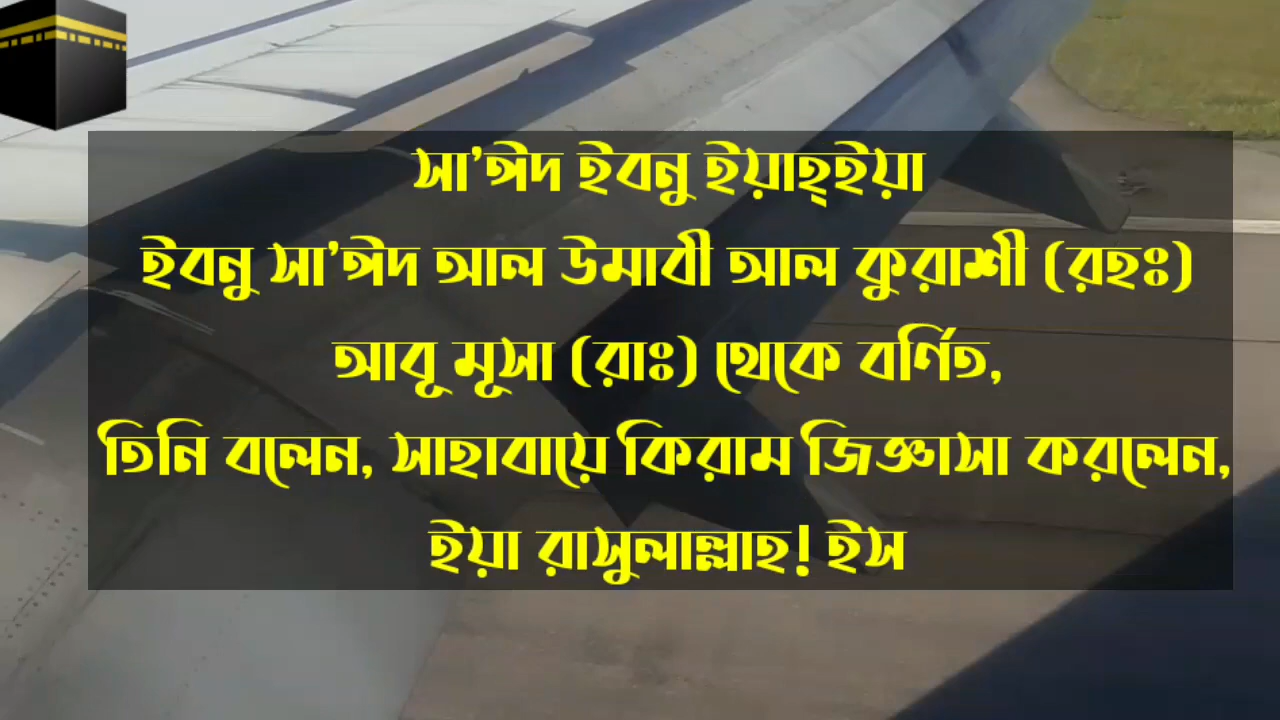 সা'ঈদ ইবনু ইয়াহ্ইয়া
ইবনু সা'ঈদ আল উমাবী আল কুরাশী (রহঃ)
আবূ মূসা (রাঃ) থেকে বর্ণিত,
তিনি বলেন, সাহাবায়ে কিরাম জিজ্ঞাসা করলেন,
ইয়া রাসুলাল্লাহ! ইস